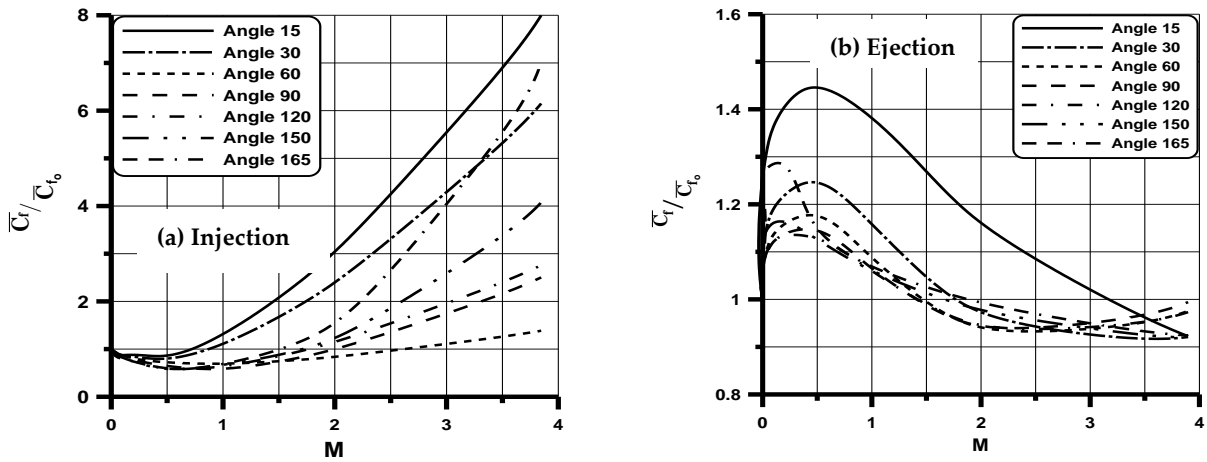 8
6
4
2
0
C̅f / C̅fₒ
Angle 15
Angle 30
Angle 60
Angle 90
Angle 120
Angle 150
Angle 165
(a) Injection
0 1 2 3 4
M
1.6
1.4
1.2
1
0.8
C̅f / C̅fₒ
(b) Ejection
Angle 15
Angle 30
Angle 60
Angle 90
Angle 120
Angle 150
Angle 165
0 1 2 3 4
M